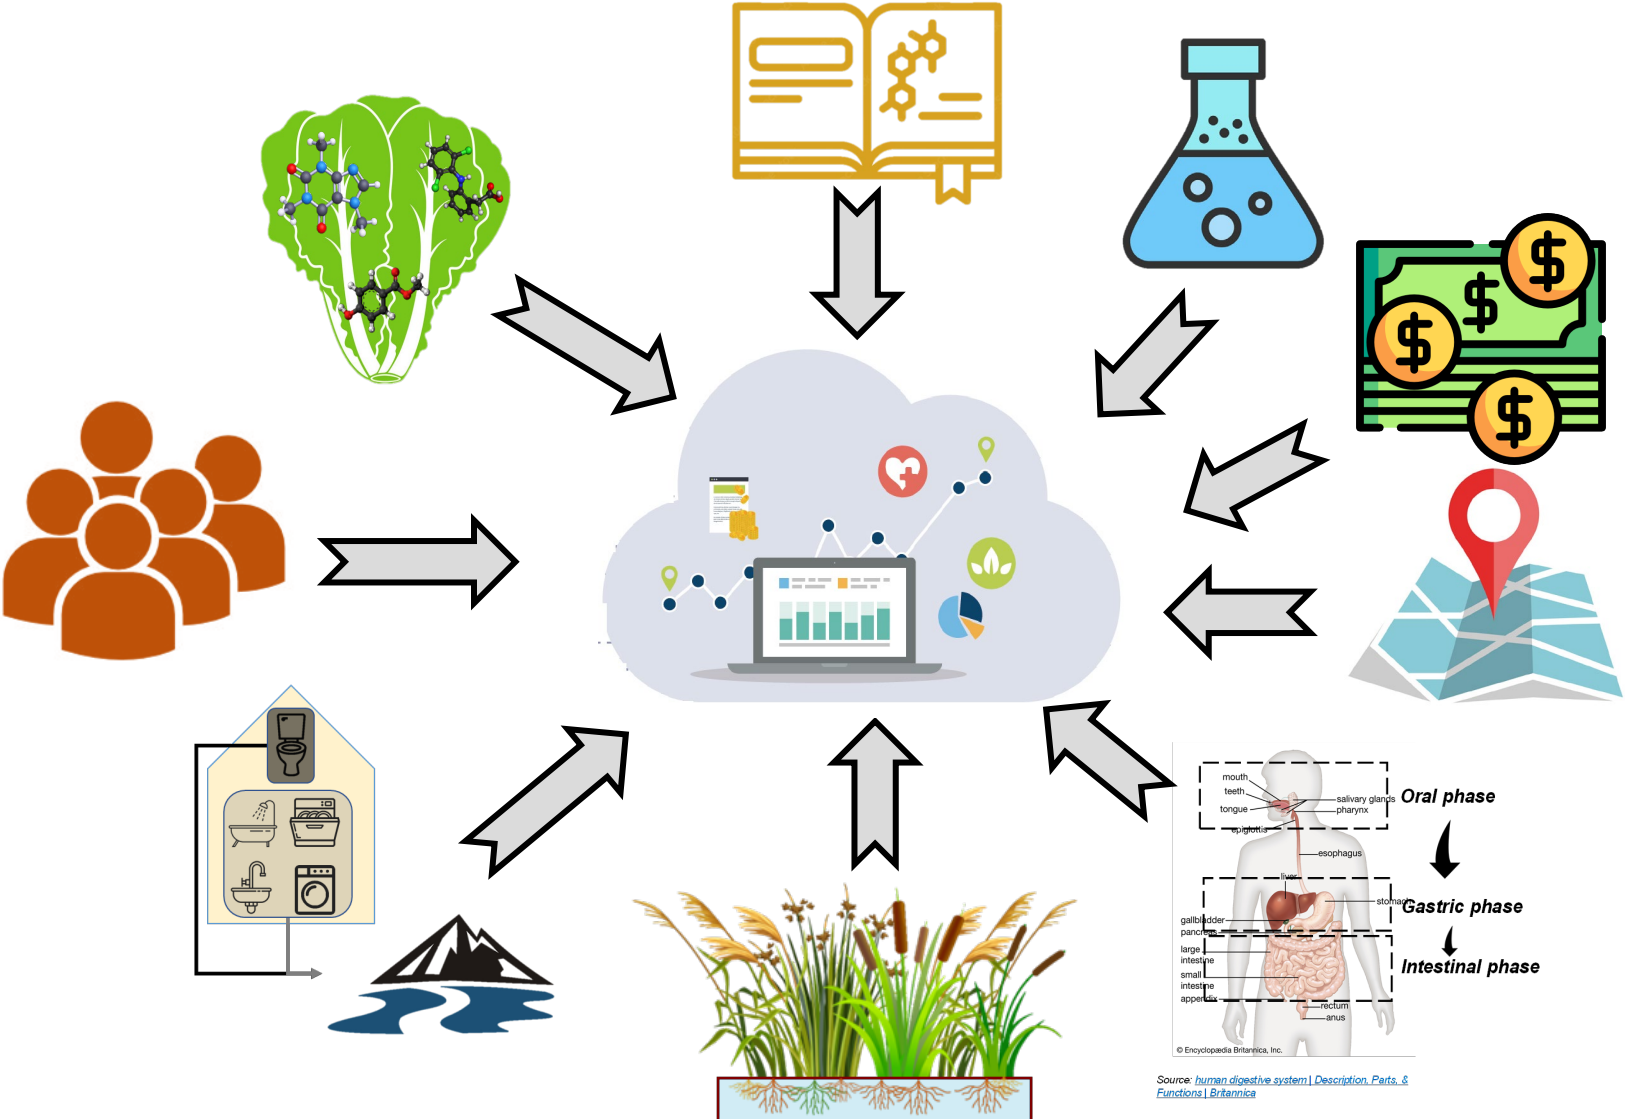 $
$
$
$
mouth
teeth
tongue
salivary glands
pharynx
epiglottis
Oral phase
esophagus
liver
stomach
Gastric phase
gallbladder
pancreas
large
intestine
Intestinal phase
small
intestine
appendix
rectum
anus
© Encyclopædia Britannica, Inc.
Source: human digestive system | Description, Parts, &
Functions | Britannica